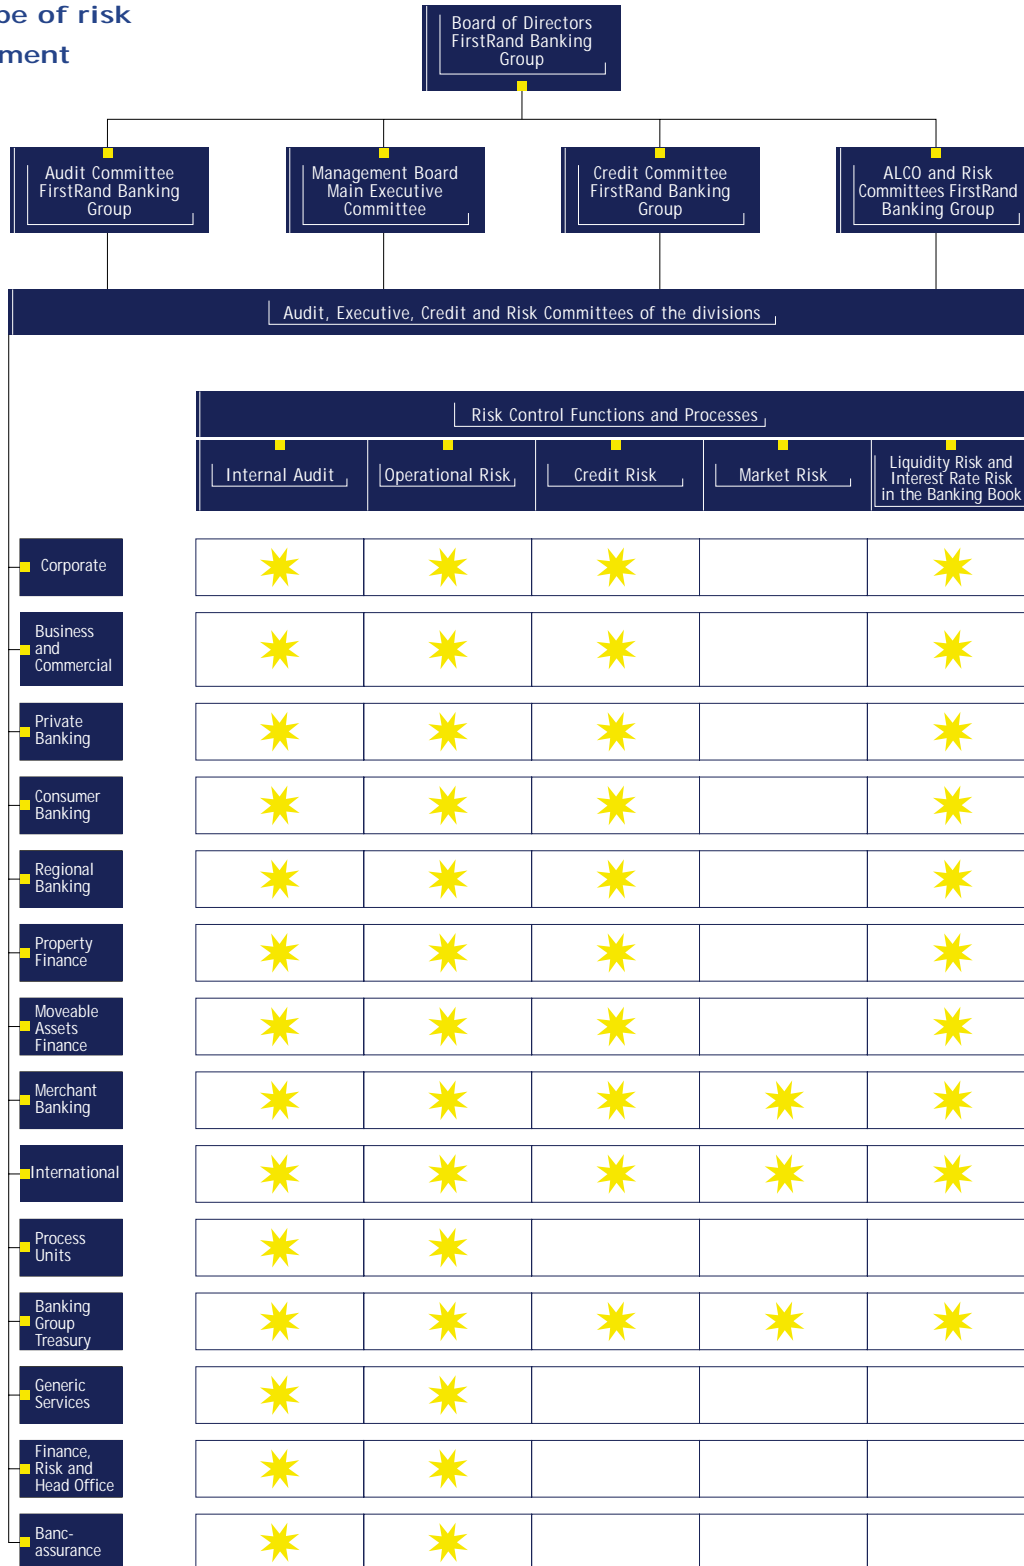 of risk
Board of Directors
FirstRand Banking
Group
Audit Committee
FirstRand Banking
Group
Management Board
Main Executive
Committee
Credit Committee
FirstRand Banking
Group
ALCO and Risk
Committees FirstRand
Banking Group
Audit, Executive, Credit and Risk Committees of the divisions
Risk Control Functions and Processes
Internal Audit
Operational Risk
Credit Risk
Market Risk
Liquidity Risk and
Interest Rate Risk
in the Banking Book
Corporate
Business
and
Commercial
Private
Banking
Consumer
Banking
Regional
Banking
Property
Finance
Moveable
Assets
Finance
Merchant
Banking
International
Process
Units
Banking
Group
Treasury
Generic
Services
Finance,
Risk and
Head Office
Banc-
assurance